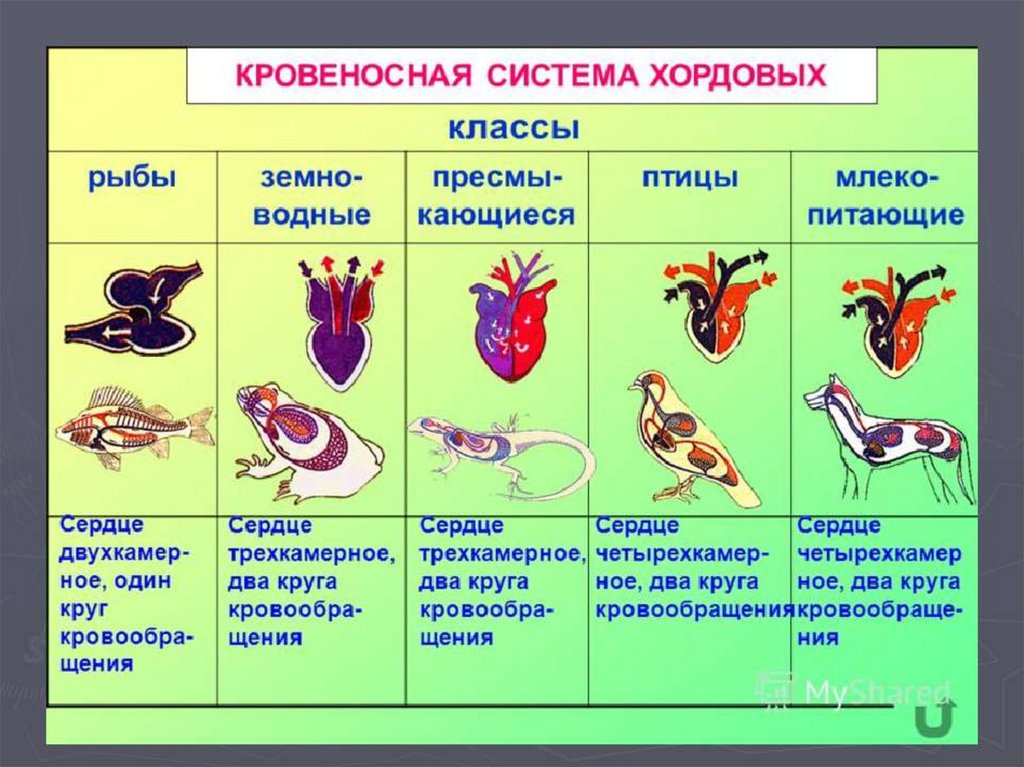 КРОВЕНОСНАЯ СИСТЕМА ХОРДОВЫХ
классы
рыбы
земно-
водные
пресмы-
кающиеся
птицы
млеко-
питающие
Сердце
двухкамер-
ное, один
круг
кровообра-
щения
Сердце
трехкамерное,
два круга
кровообра-
щения
Сердце
трехкамерное,
два круга
кровообра-
щения
Сердце
четырехкамер-
ное, два круга
кровообращения
Сердце
четырехкамер
ное, два круга
кровообраще-
ния
MyShared